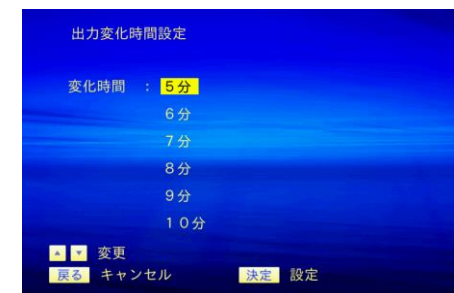 出力変化時間設定
変化時間 : 5分
6分
7分
8分
9分
10分
▲ ▼ 変更
戻る キャンセル 決定 設定